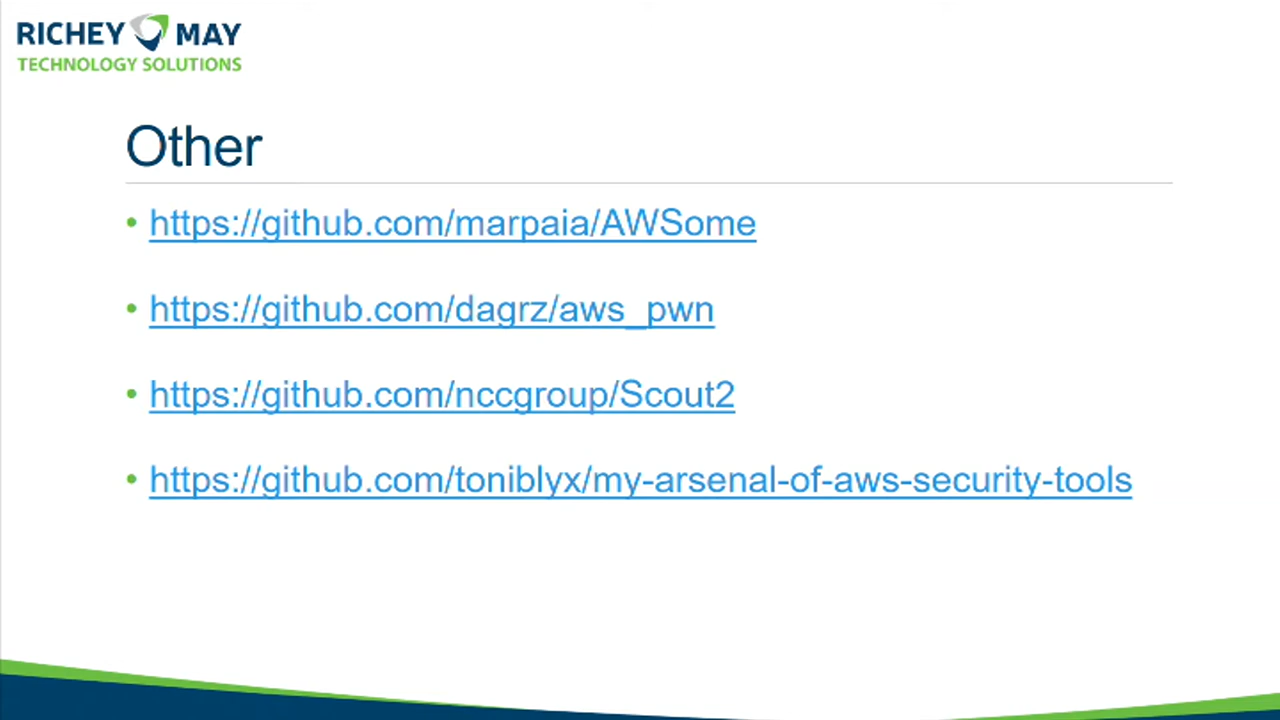 RICHEY MAY
TECHNOLOGY SOLUTIONS
Other
• https://github.com/marpaia/AWSome
• https://github.com/dagrz/aws_pwn
• https://github.com/nccgroup/Scout2
• https://github.com/toniblyx/my-arsenal-of-aws-security-tools